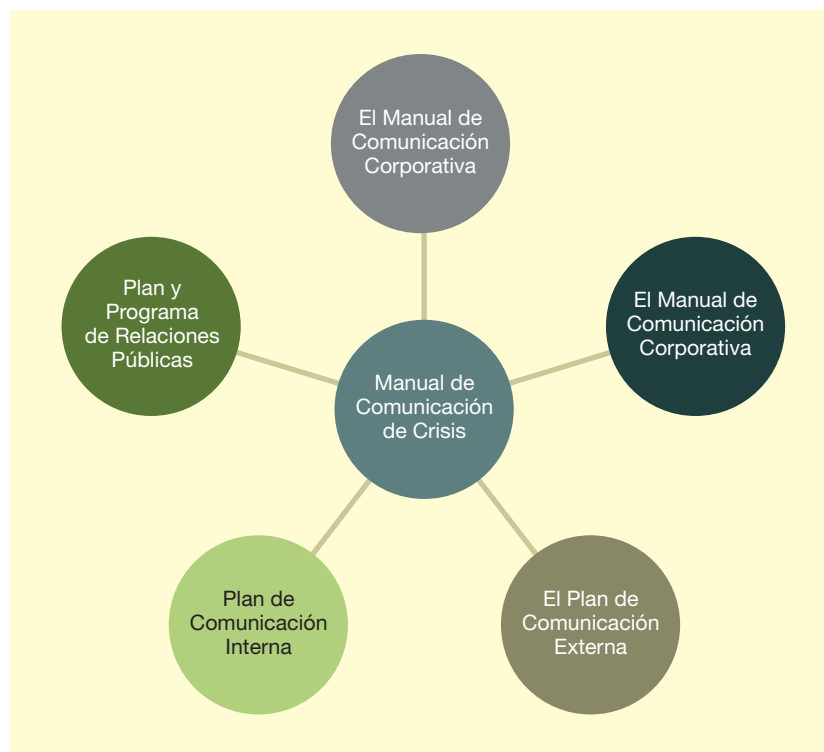 El Manual de
Comunicación
Corporativa
Plan y
Programa
de Relaciones
Públicas
El Manual de
Comunicación
Corporativa
Manual de
Comunicación
de Crisis
Plan de
Comunicación
Interna
El Plan de
Comunicación
Externa